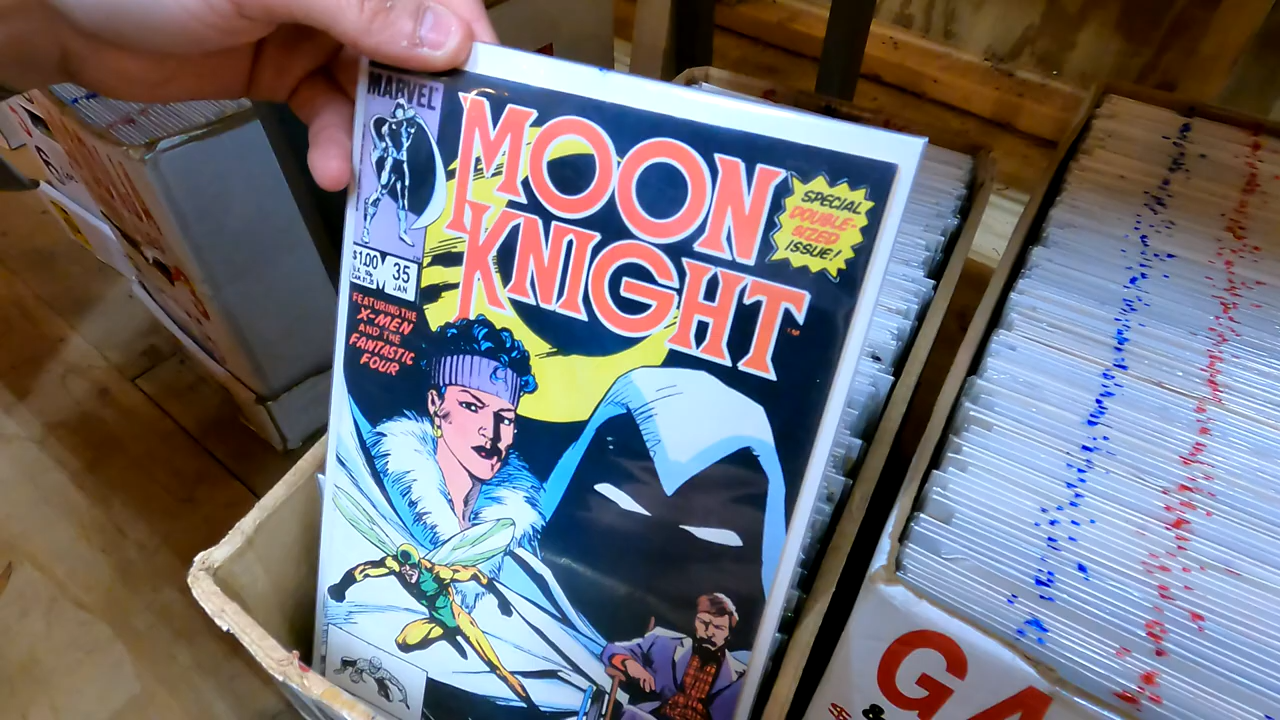 MARVEL
MOON
KNIGHT
™
SPECIAL
DOUBLE-
SIZED
ISSUE!
$1.00
35
JAN
FEATURING THE
X-MEN
AND THE
FANTASTIC
FOUR
GA
$ &